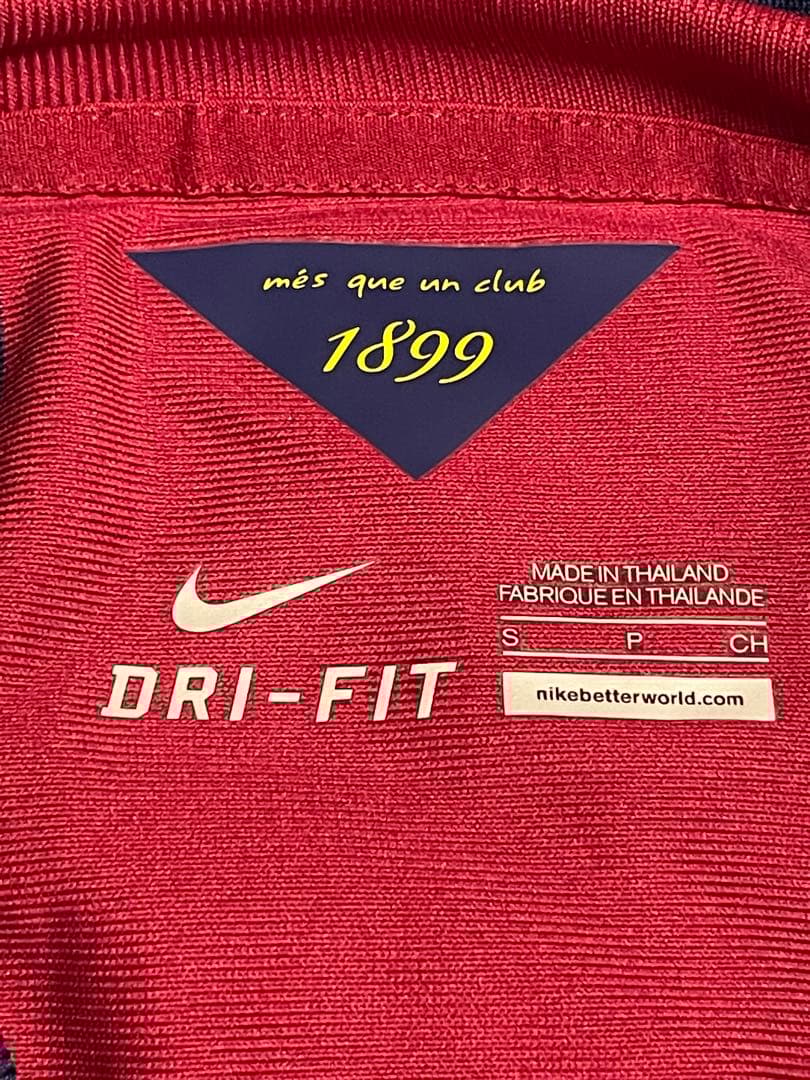 més que un club
1899
DRI-FIT
MADE IN THAILAND
FABRIQUE EN THAILANDE
S P CH
nikebetterworld.com